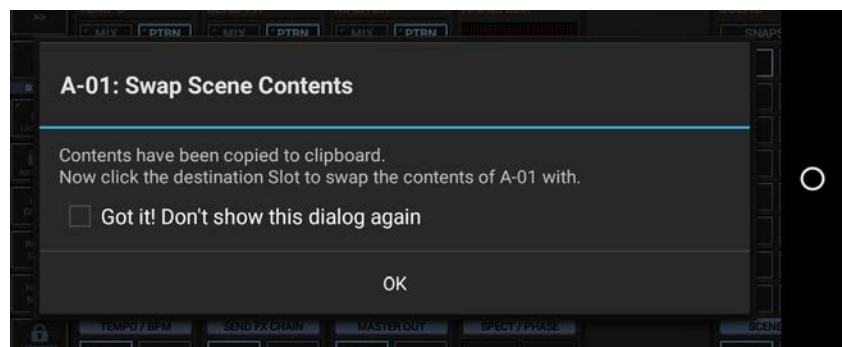 MIX PTRN MIX PTRN MIX PTRN SNAPS
A-01: Swap Scene Contents
Contents have been copied to clipboard.
Now click the destination Slot to swap the contents of A-01 with.
Got it! Don't show this dialog again
OK
TEMPO / BPM SEND FX CHAIN MASTER OUT SPECT / PHASE SCENE